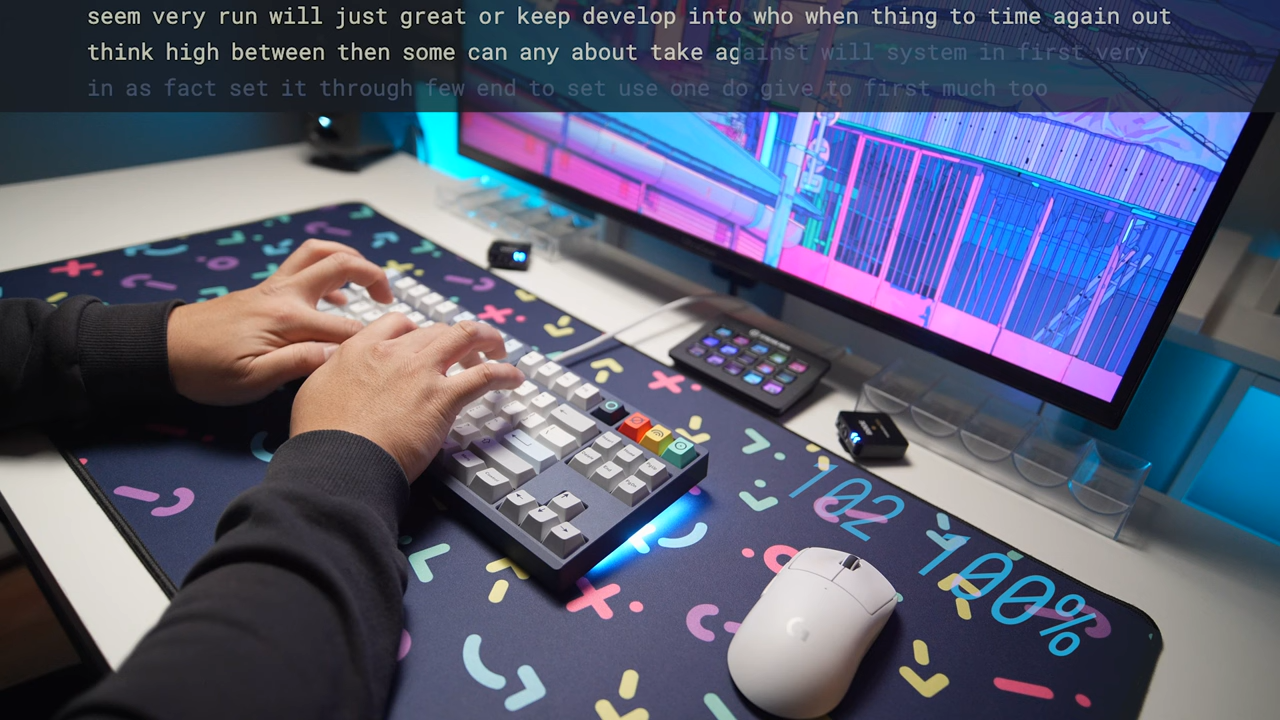 seem very run will just great or keep develop into who when thing to time again out
think high between then some can any about take against will system in first very
in as fact set it through few end to set use one do give to first much too
102 100%